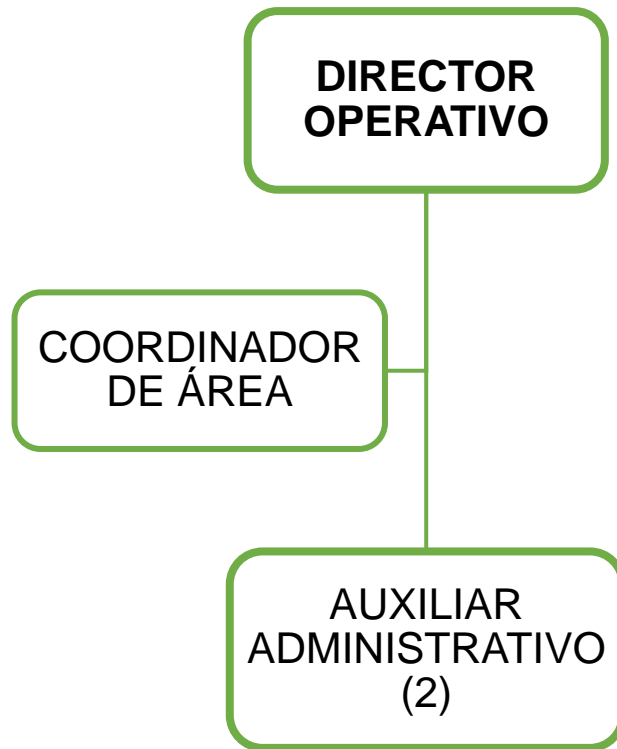 DIRECTOR
OPERATIVO
COORDINADOR
DE ÁREA
AUXILIAR
ADMINISTRATIVO
(2)